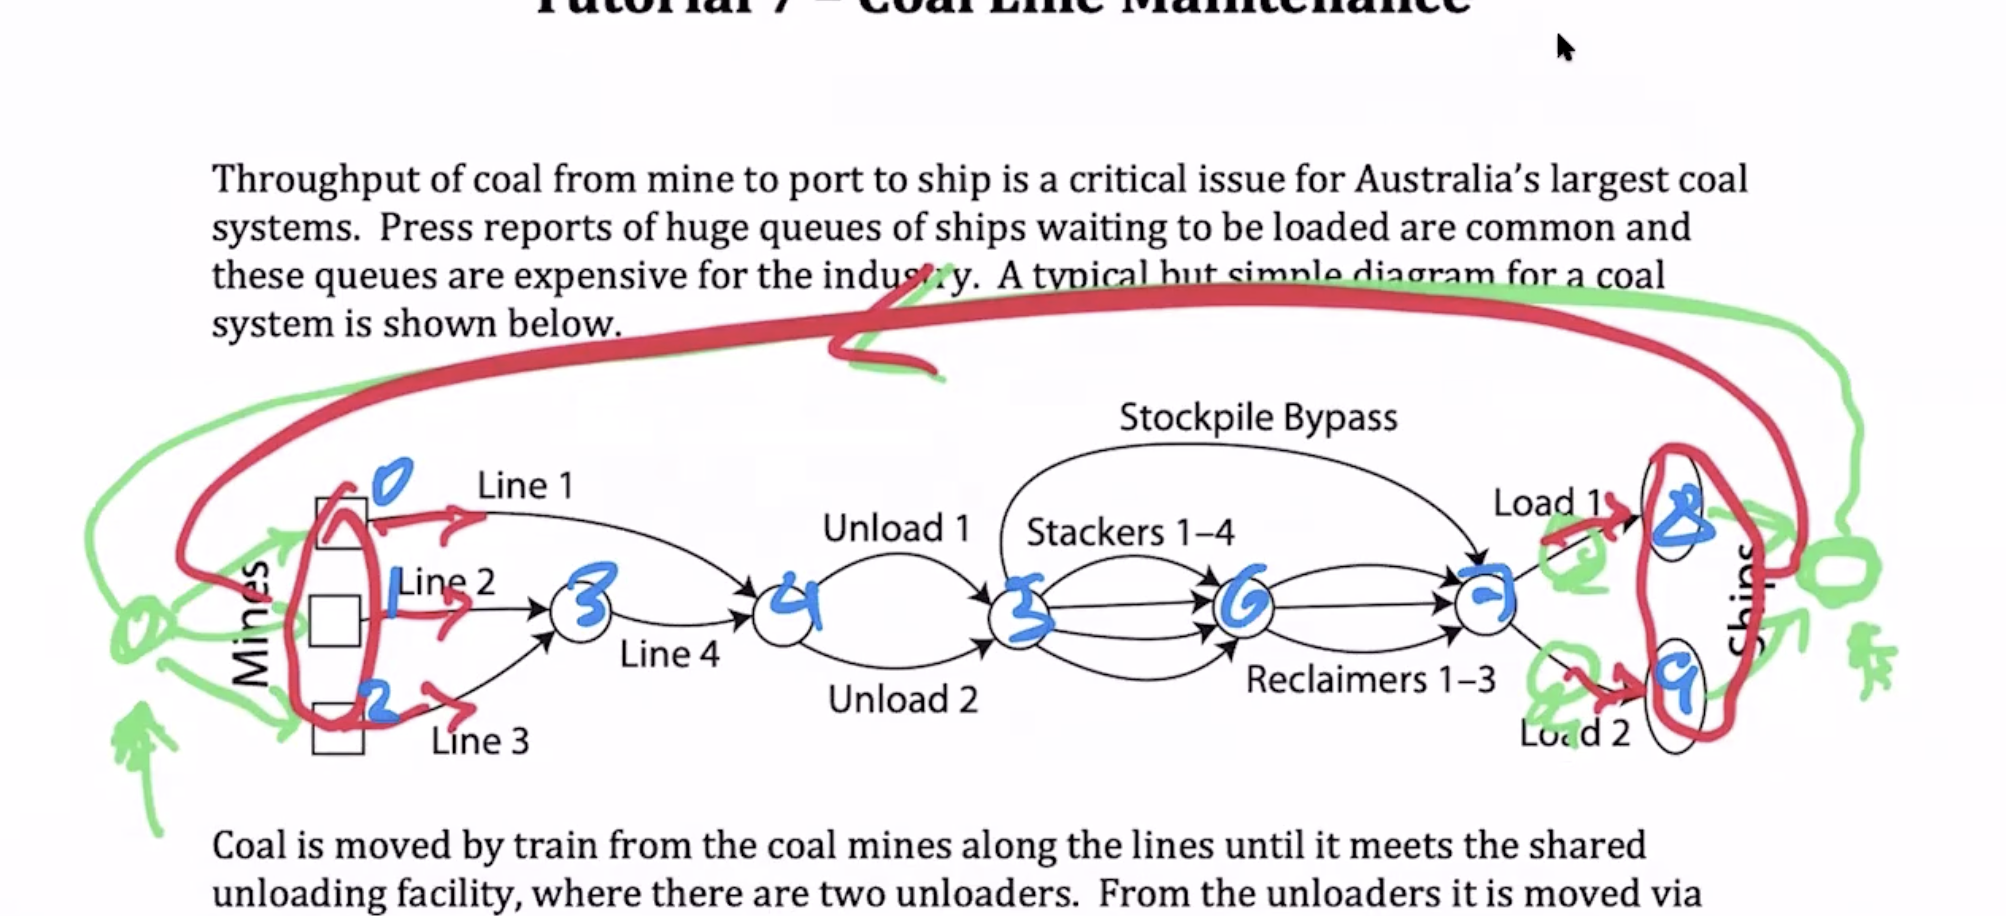 Tutorial 7 – Coal Line Maintenance
Throughput of coal from mine to port to ship is a critical issue for Australia's largest coal
systems. Press reports of huge queues of ships waiting to be loaded are common and
these queues are expensive for the industry. A typical but simple diagram for a coal
system is shown below.
Stockpile Bypass
0
Line 1
Load 1
8
Unload 1
Stackers 1–4
Mines
1
Line 2
3
4
5
6
7
Ships
Line 4
2
Unload 2
Reclaimers 1–3
9
Line 3
Load 2
Coal is moved by train from the coal mines along the lines until it meets the shared
unloading facility, where there are two unloaders. From the unloaders it is moved via